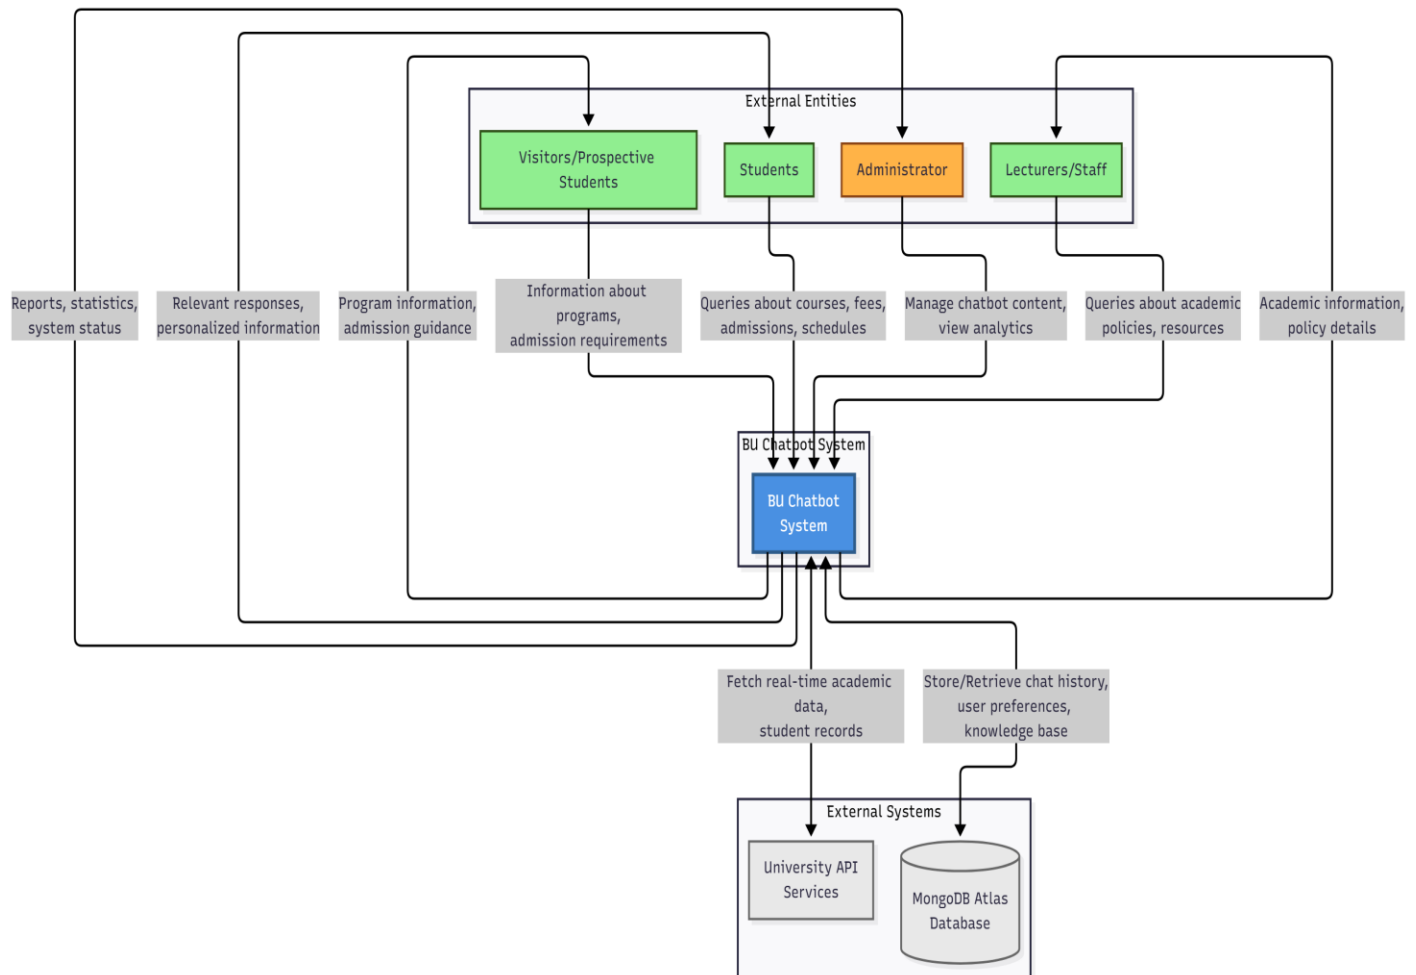 External Entities
Visitors/Prospective
Students
Students
Administrator
Lecturers/Staff
Reports, statistics,
system status
Relevant responses,
personalized information
Program information,
admission guidance
Information about
programs,
admission requirements
Queries about courses, fees,
admissions, schedules
Manage chatbot content,
view analytics
Queries about academic
policies, resources
Academic information,
policy details
BU Chatbot System
BU Chatbot
System
Fetch real-time academic
data,
student records
Store/Retrieve chat history,
user preferences,
knowledge base
External Systems
University API
Services
MongoDB Atlas
Database